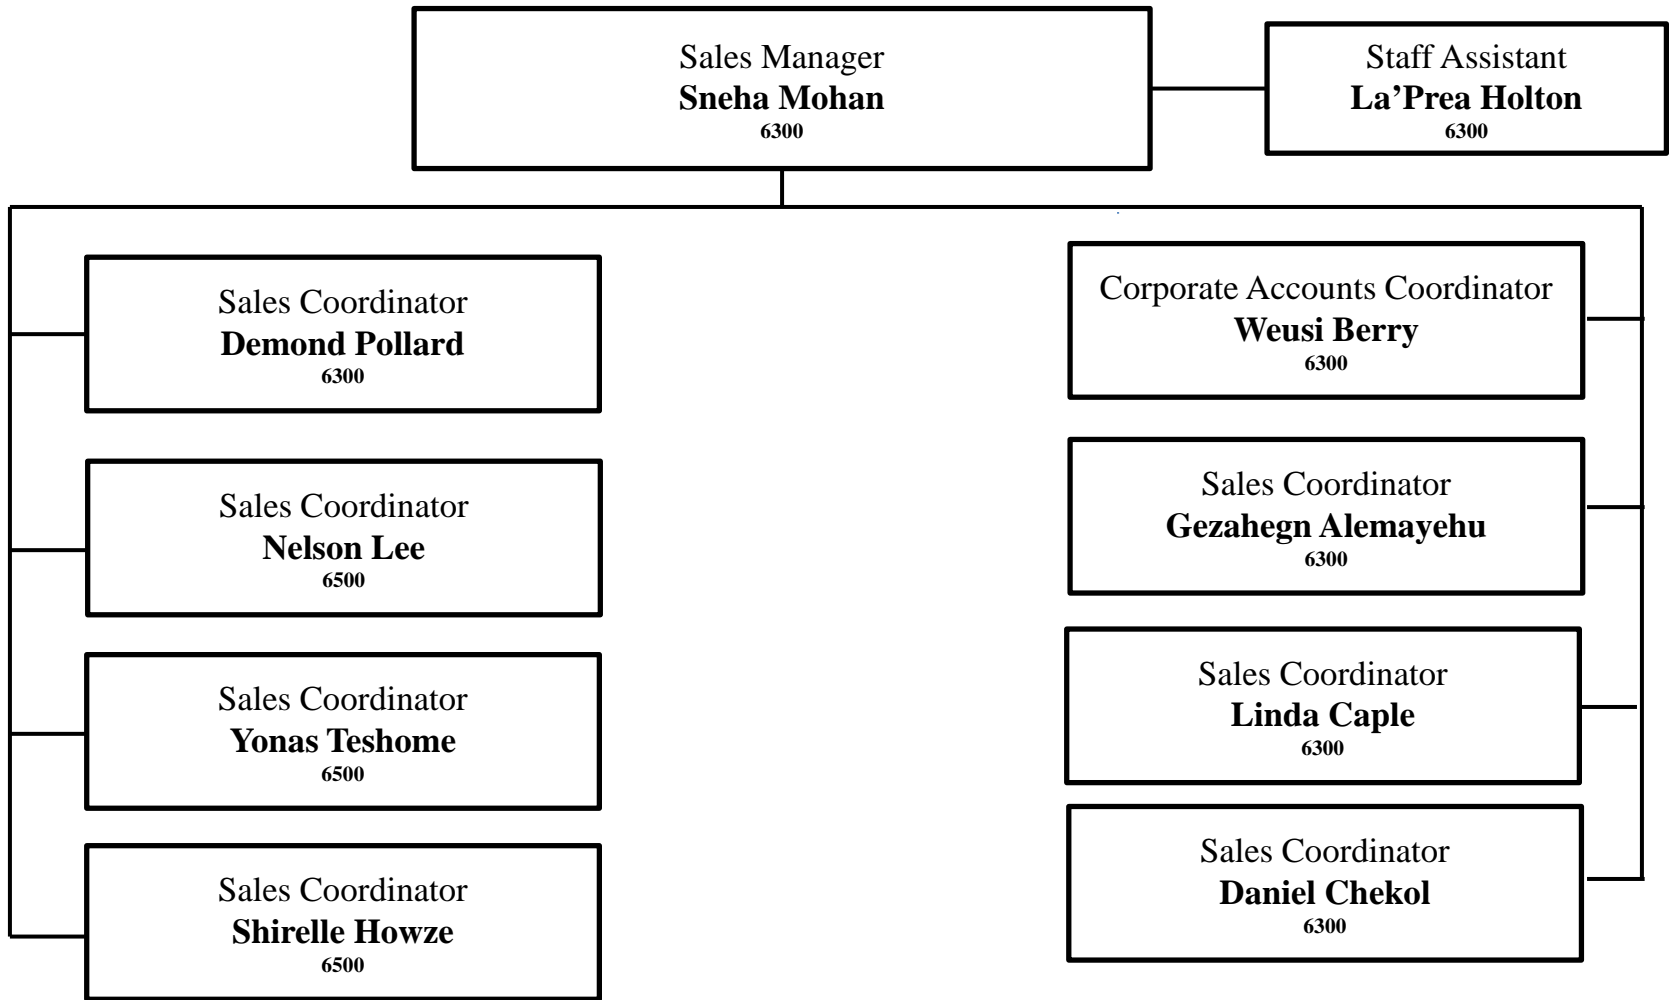 Sales Manager
Sneha Mohan
6300
Staff Assistant
La’Prea Holton
6300
Sales Coordinator
Demond Pollard
6300
Sales Coordinator
Nelson Lee
6500
Sales Coordinator
Yonas Teshome
6500
Sales Coordinator
Shirelle Howze
6500
Corporate Accounts Coordinator
Weusi Berry
6300
Sales Coordinator
Gezahegn Alemayehu
6300
Sales Coordinator
Linda Caple
6300
Sales Coordinator
Daniel Chekol
6300